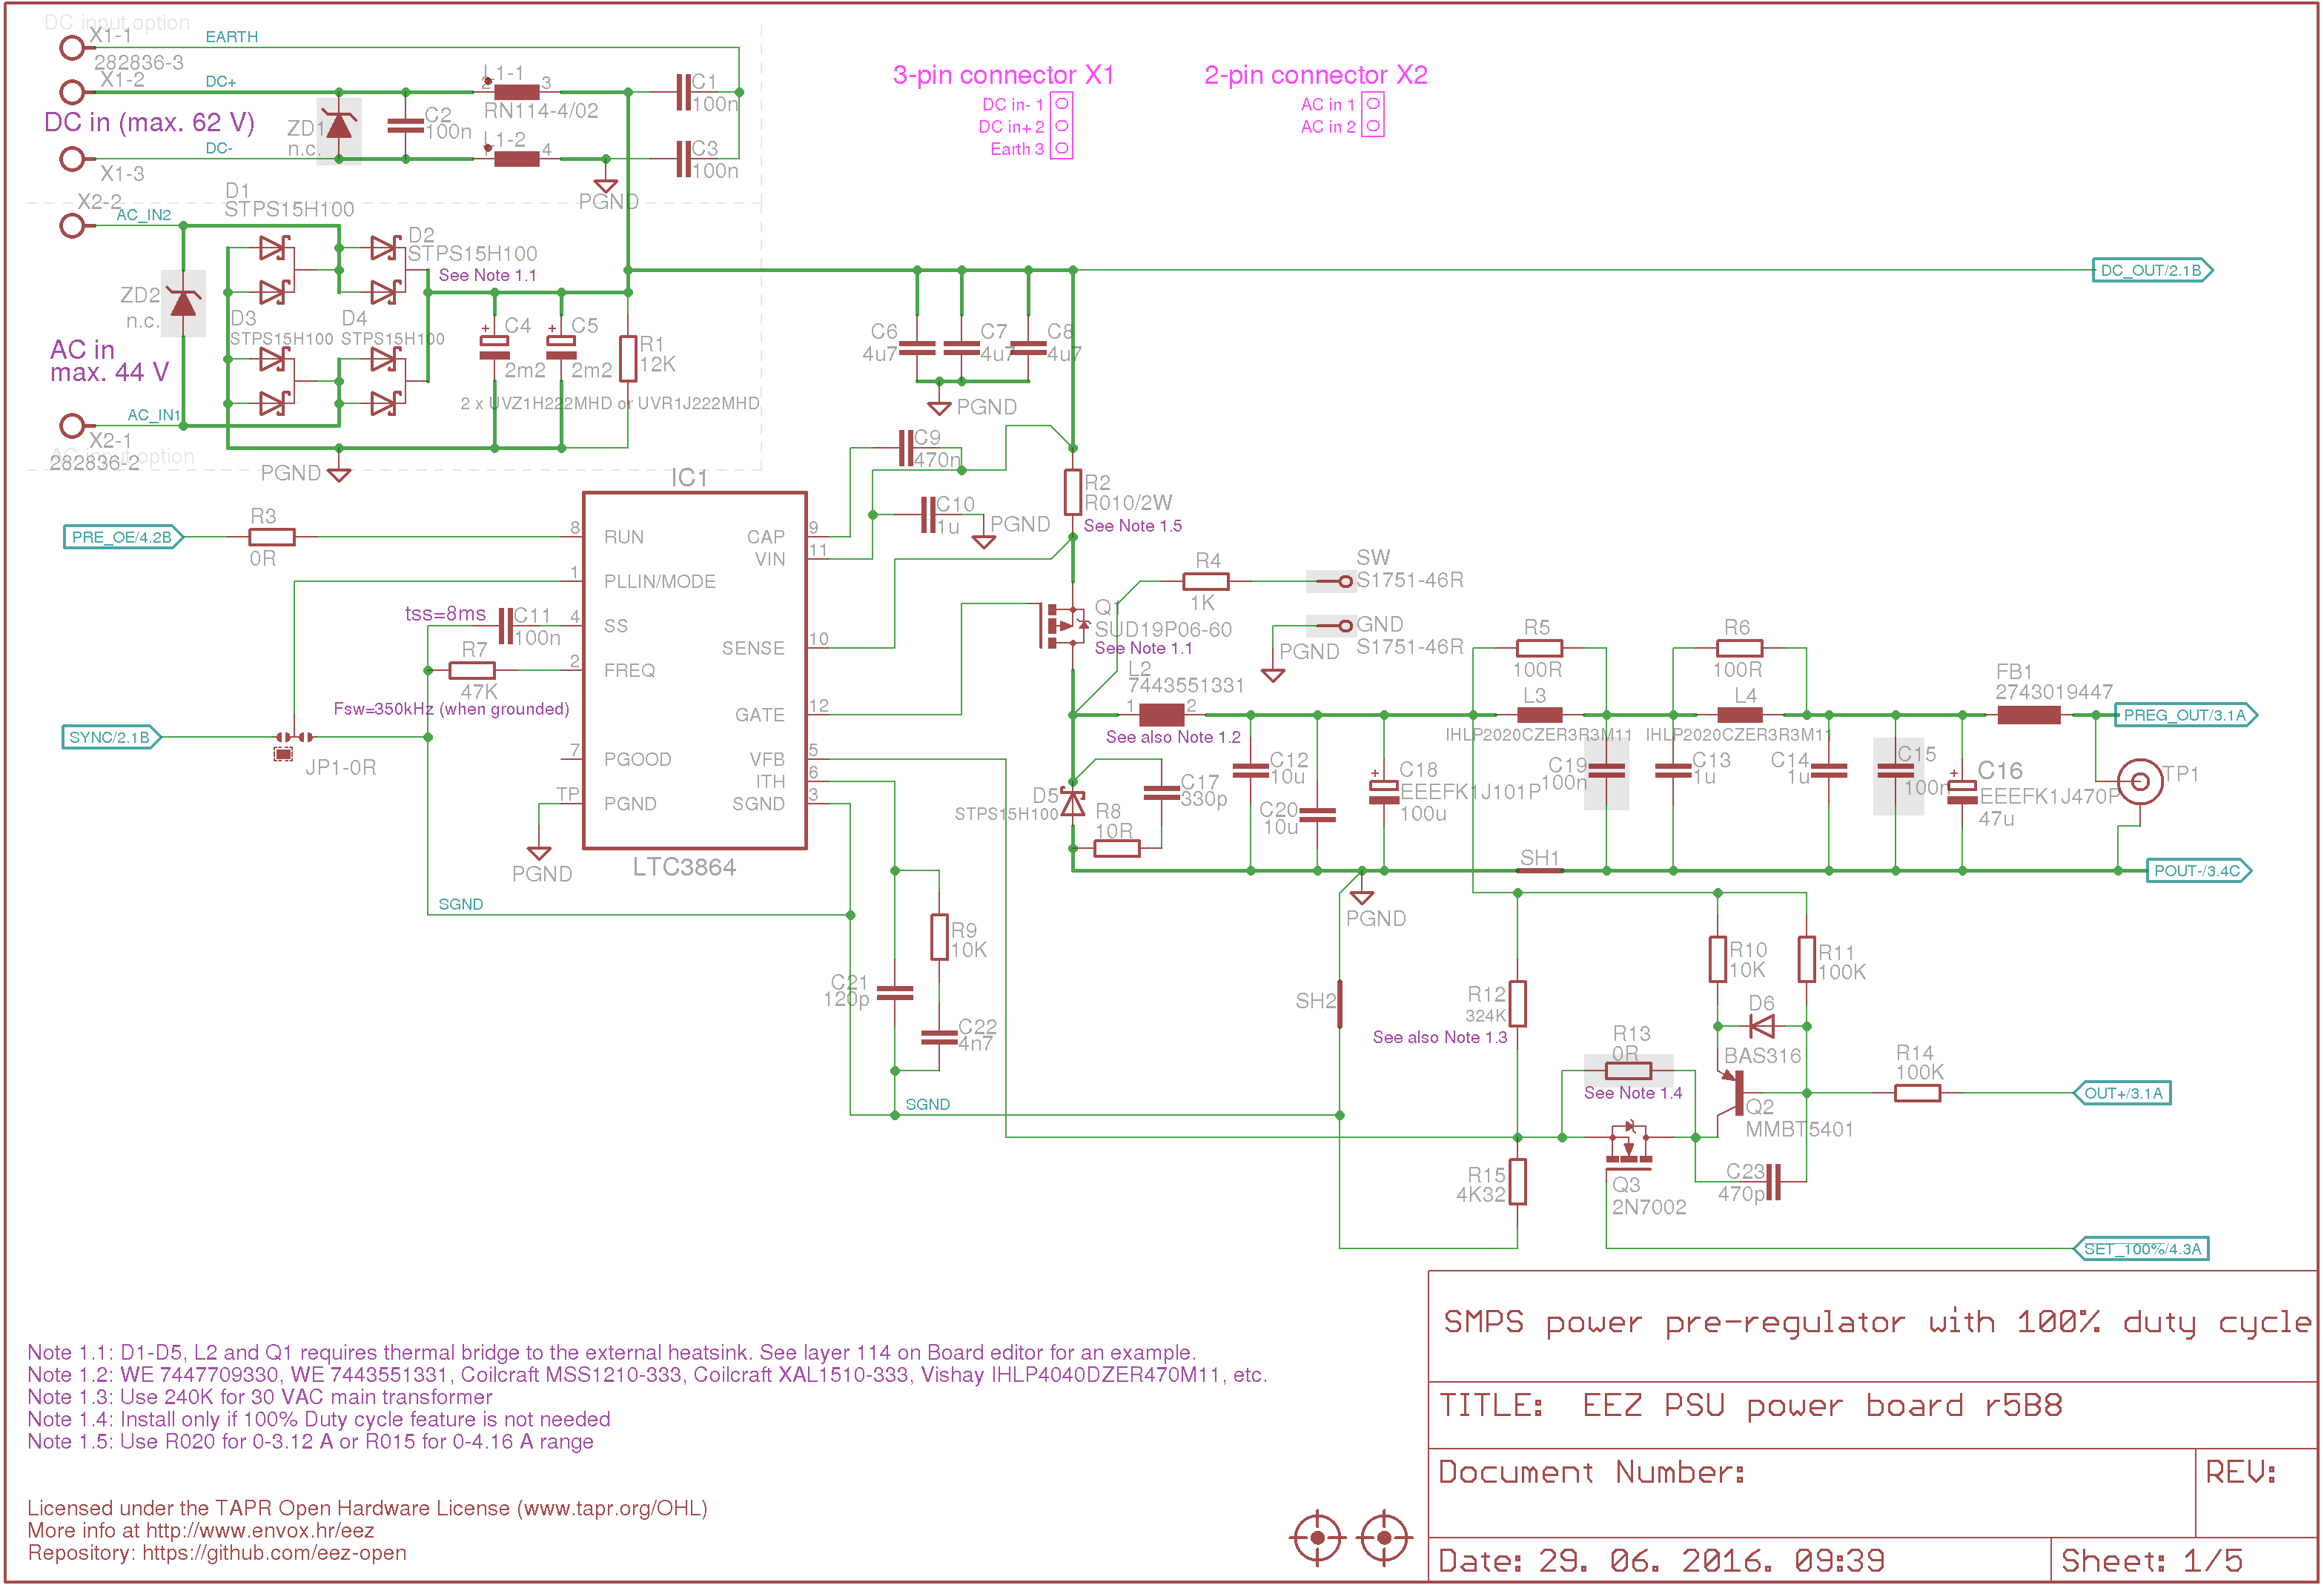 DC input option
X1-1
EARTH
282836-3
X1-2
DC+
DC in (max. 62 V)
ZD1
n.c.
C2
100n
L1-1
2
3
RN114-4/02
L1-2
4
DC-
X1-3
C1
100n
C3
100n
PGND
3-pin connector X1
DC in- 1
DC in+ 2
Earth 3
2-pin connector X2
AC in 1
AC in 2
X2-2
AC_IN2
D1
STPS15H100
D2
STPS15H100
See Note 1.1
ZD2
n.c.
D3
STPS15H100
D4
STPS15H100
AC in
max. 44 V
AC_IN1
X2-1
AC input option
282836-2
PGND
C4
2m2
C5
2m2
R1
12K
2 x UVZ1H222MHD or UVR1J222MHD
DC_OUT/2.1B
C6
4u7
C7
4u7
C8
4u7
PGND
C9
470n
C10
1u
PGND
R2
R010/2W
See Note 1.5
IC1
PRE_OE/4.2B
R3
0R
8
RUN
1
PLLIN/MODE
tss=8ms
C11
100n
4
SS
R7
47K
2
FREQ
Fsw=350kHz (when grounded)
SYNC/2.1B
JP1-0R
7
PGOOD
TP
PGND
PGND
CAP
9
VIN
11
SENSE
10
GATE
12
VFB
5
ITH
6
SGND
3
LTC3864
SGND
R4
1K
SW
S1751-46R
GND
S1751-46R
PGND
Q1
SUD19P06-60
See Note 1.1
L2
7443551331
1
2
See also Note 1.2
D5
STPS15H100
C17
330p
R8
10R
C12
10u
C20
10u
C18
EEEFK1J101P
100u
R5
100R
L3
IHLP2020CZER3R3M11
R6
100R
L4
IHLP2020CZER3R3M11
C19
100n
C13
1u
C14
1u
C15
100n
C16
EEEFK1J470P
47u
FB1
2743019447
PREG_OUT/3.1A
TP1
POUT-/3.4C
SH1
PGND
R9
10K
C21
120p
C22
4n7
SGND
SH2
R12
324K
See also Note 1.3
R10
10K
R11
100K
D6
BAS316
R13
0R
See Note 1.4
R14
100K
OUT+/3.1A
Q2
MMBT5401
R15
4K32
Q3
2N7002
C23
470p
SET_100%/4.3A
Note 1.1: D1-D5, L2 and Q1 requires thermal bridge to the external heatsink. See layer 114 on Board editor for an example.
Note 1.2: WE 7447709330, WE 7443551331, Coilcraft MSS1210-333, Coilcraft XAL1510-333, Vishay IHLP4040DZER470M11, etc.
Note 1.3: Use 240K for 30 VAC main transformer
Note 1.4: Install only if 100% Duty cycle feature is not needed
Note 1.5: Use R020 for 0-3.12 A or R015 for 0-4.16 A range
Licensed under the TAPR Open Hardware License (www.tapr.org/OHL)
More info at http://www.envox.hr/eez
Repository: https://github.com/eez-open
SMPS power pre-regulator with 100% duty cycle
TITLE: EEZ PSU power board r5B8
Document Number:
REV:
Date: 29. 06. 2016. 09:39
Sheet: 1/5